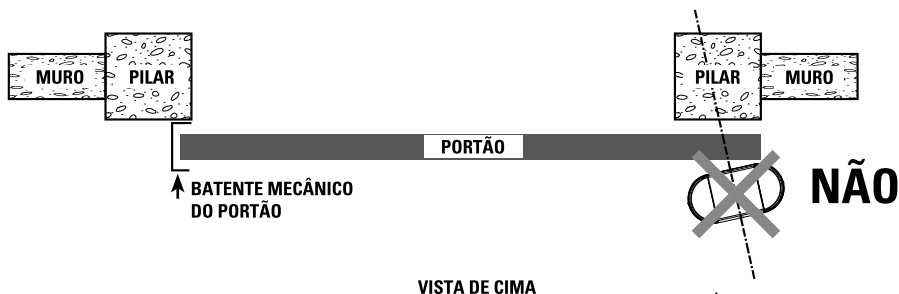 MURO PILAR PILAR MURO
PORTÃO
BATENTE MECÂNICO
DO PORTÃO
NÃO
VISTA DE CIMA